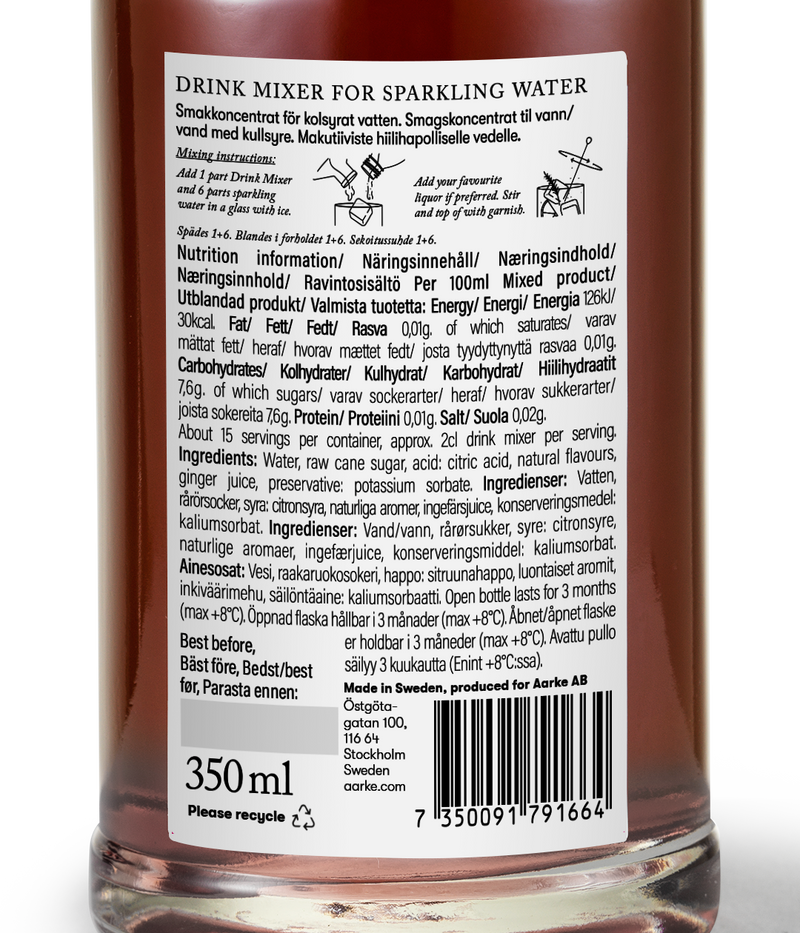 DRINK MIXER FOR SPARKLING WATER
Smakkoncentrat för kolsyrat vatten. Smagskoncentrat til vann/
vand med kullsyre. Makutiiviste hiilihapolliselle vedelle.
Mixing instructions:
Add 1 part Drink Mixer
and 6 parts sparkling
water in a glass with ice.
Add your favourite
liquor if preferred. Stir
and top of with garnish.
Spädes 1+6. Blandes i forholdet 1+6. Sekoitussuhde 1+6.
Nutrition information/ Näringsinnehåll/ Næringsindhold/
Næringsinnhold/ Ravintosisältö Per 100ml Mixed product/
Utblandad produkt/ Valmista tuotetta: Energy/ Energi/ Energia 126kJ/
30kcal. Fat/ Fett/ Fedt/ Rasva 0,01g. of which saturates/ varav
mättat fett/ heraf/ hvorav mættet fedt/ josta tyydyttynyttä rasvaa 0,01g.
Carbohydrates/ Kolhydrater/ Kulhydrat/ Karbohydrat/ Hiilihydraatit
7,6g. of which sugars/ varav sockerarter/ heraf/ hvorav sukkerarter/
joista sokereita 7,6g. Protein/ Proteiini 0,01g. Salt/ Suola 0,02g.
About 15 servings per container, approx. 2cl drink mixer per serving.
Ingredients: Water, raw cane sugar, acid: citric acid, natural flavours,
ginger juice, preservative: potassium sorbate. Ingredienser: Vatten,
rårörsocker, syra: citronsyra, naturliga aromer, ingefärsjuice, konserveringsmedel:
kaliumsorbat. Ingredienser: Vand/vann, rårørsukker, syre: citronsyre,
naturlige aromaer, ingefærjuice, konserveringsmiddel: kaliumsorbat.
Ainesosat: Vesi, raakaruokosokeri, happo: sitruunahappo, luontaiset aromit,
inkiväärimehu, säilöntäaine: kaliumsorbaatti. Open bottle lasts for 3 months
(max +8°C). Öppnad flaska hållbar i 3 månader (max +8°C). Åbnet/åpnet flaske
er holdbar i 3 måneder (max +8°C). Avattu pullo
säilyy 3 kuukautta (Enint +8°C:ssa).
Best before,
Bäst före, Bedst/best
før, Parasta ennen:
350 ml
Please recycle
Made in Sweden, produced for Aarke AB
Östgöta-
gatan 100,
116 64
Stockholm
Sweden
aarke.com
7 350091 791664